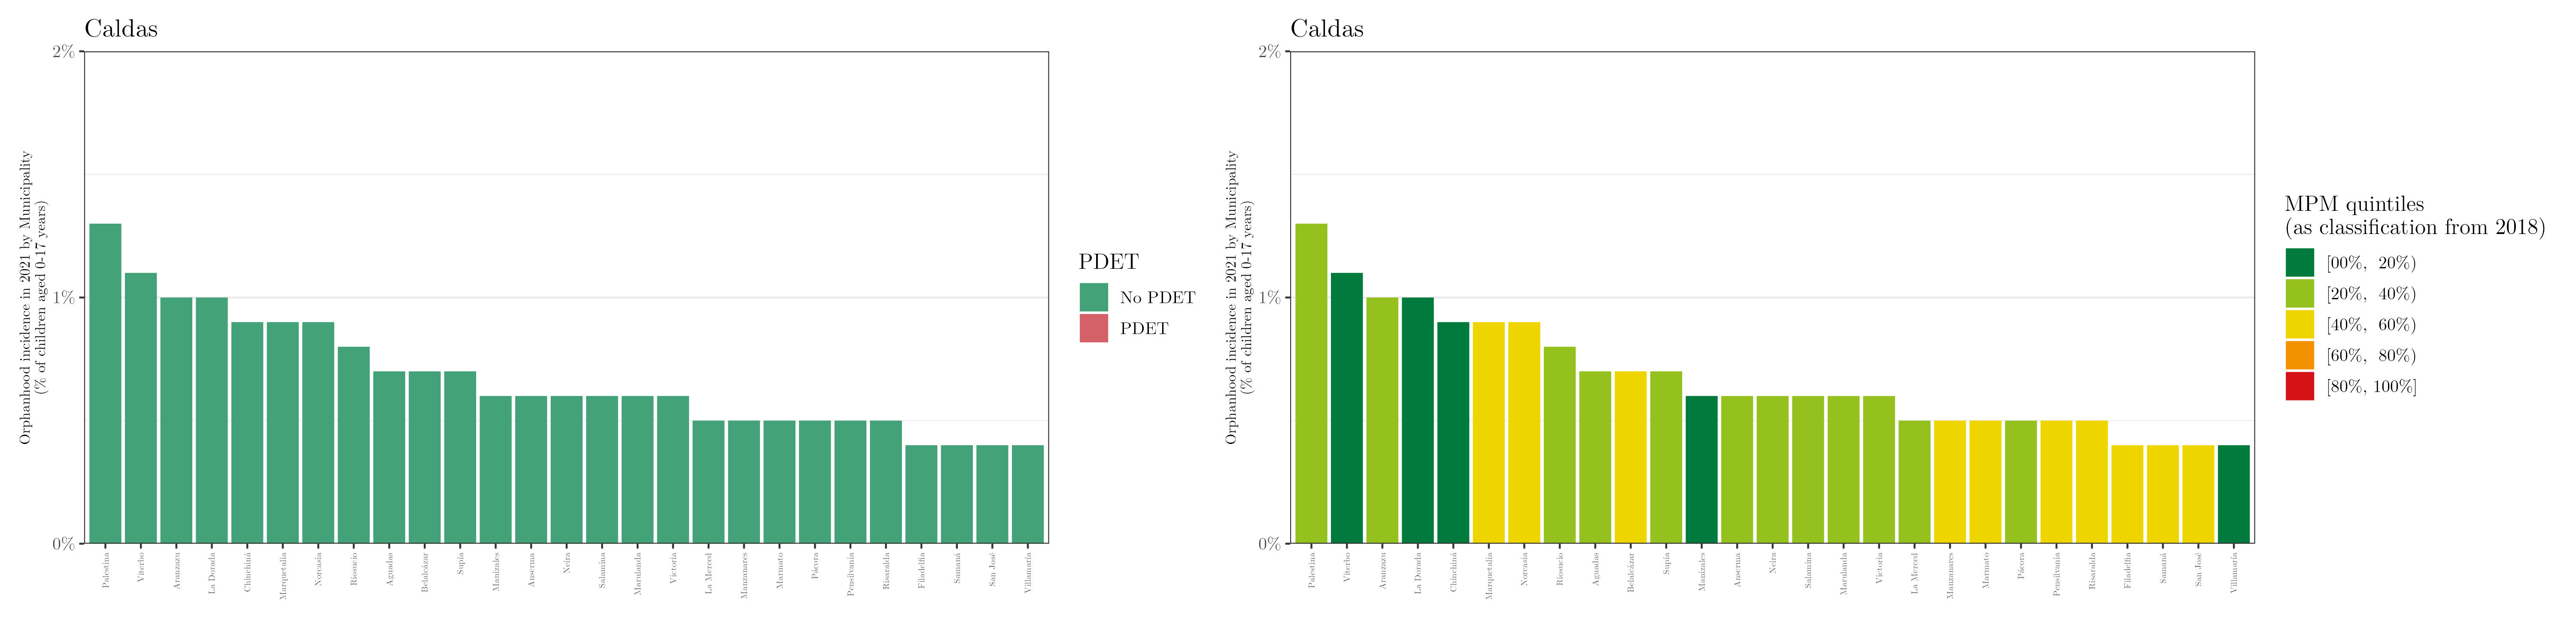 Caldas
2%
1%
0%
Orphanhood incidence in 2021 by Municipality
(% of children aged 0-17 years)
Palestina
Viterbo
Aranzazu
La Dorada
Chinchiná
Marquetalia
Norcasia
Riosucio
Aguadas
Belalcázar
Supía
Manizales
Anserma
Neira
Salamina
Marulanda
Victoria
La Merced
Manzanares
Marmato
Pácora
Pensilvania
Risaralda
Filadelfia
Samaná
San José
Villamaría
PDET
No PDET
PDET
Caldas
2%
1%
0%
Orphanhood incidence in 2021 by Municipality
(% of children aged 0-17 years)
Palestina
Viterbo
Aranzazu
La Dorada
Chinchiná
Marquetalia
Norcasia
Riosucio
Aguadas
Belalcázar
Supía
Manizales
Anserma
Neira
Salamina
Marulanda
Victoria
La Merced
Manzanares
Marmato
Pácora
Pensilvania
Risaralda
Filadelfia
Samaná
San José
Villamaría
MPM quintiles
(as classification from 2018)
[00%, 20%)
[20%, 40%)
[40%, 60%)
[60%, 80%)
[80%, 100%]